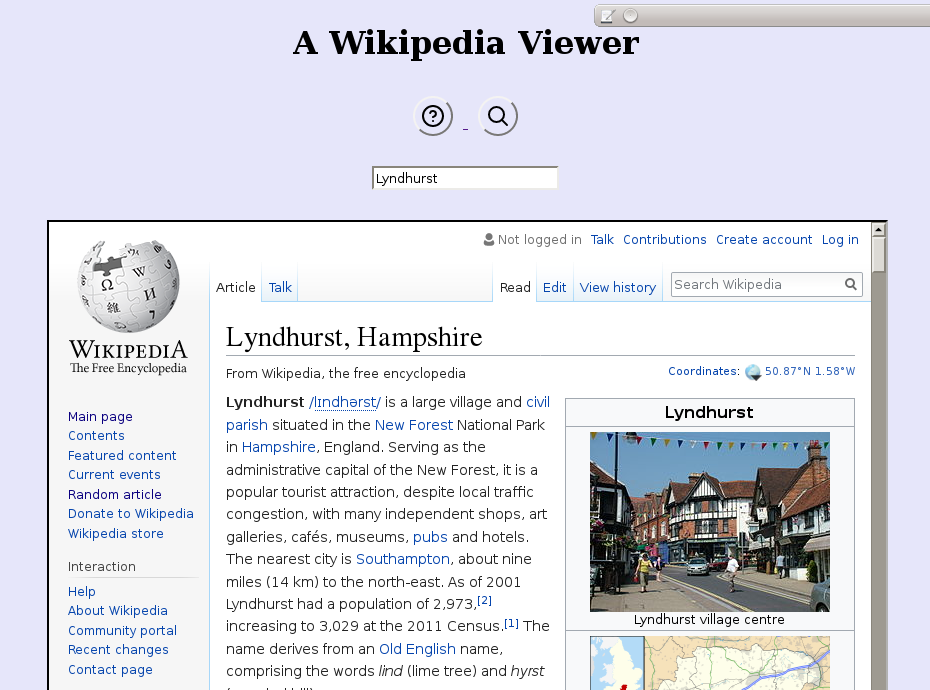 A Wikipedia Viewer
Lyndhurst
Not logged in Talk Contributions Create account Log in
Article Talk Read Edit View history Search Wikipedia
WIKIPEDIA
The Free Encyclopedia
Main page
Contents
Featured content
Current events
Random article
Donate to Wikipedia
Wikipedia store
Interaction
Help
About Wikipedia
Community portal
Recent changes
Contact page
Lyndhurst, Hampshire
From Wikipedia, the free encyclopedia
Coordinates: 50.87°N 1.58°W
Lyndhurst /lɪndhərst/ is a large village and civil
parish situated in the New Forest National Park
in Hampshire, England. Serving as the
administrative capital of the New Forest, it is a
popular tourist attraction, despite local traffic
congestion, with many independent shops, art
galleries, cafés, museums, pubs and hotels.
The nearest city is Southampton, about nine
miles (14 km) to the north-east. As of 2001
Lyndhurst had a population of 2,973,[2]
increasing to 3,029 at the 2011 Census.[1] The
name derives from an Old English name,
comprising the words lind (lime tree) and hyrst
Lyndhurst
Lyndhurst village centre